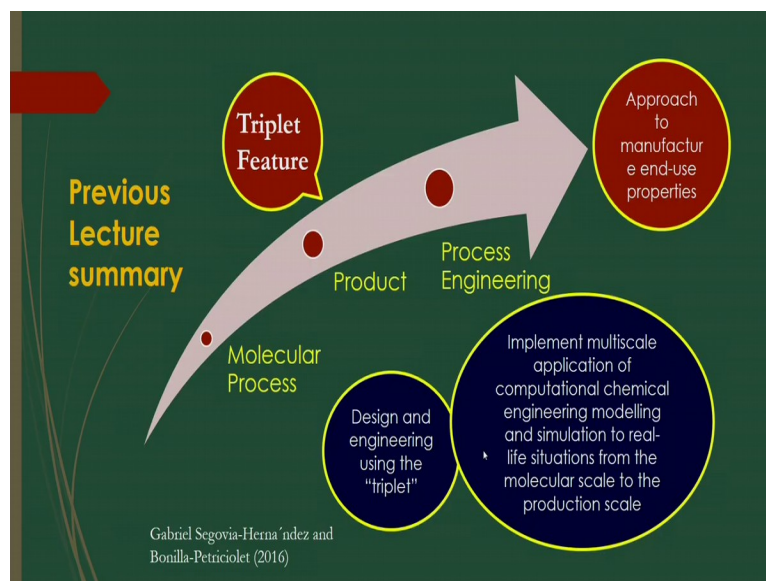 Previous
Lecture
summary
Triplet
Feature
Molecular
Process
Product
Process
Engineering
Approach
to
manufactur
e end-use
properties
Design and
engineering
using the
“triplet”
Implement multiscale
application of
computational chemical
engineering modelling
and simulation to real-
life situations from the
molecular scale to the
production scale
Gabriel Segovia-Herna´ndez and
Bonilla-Petriciolet (2016)